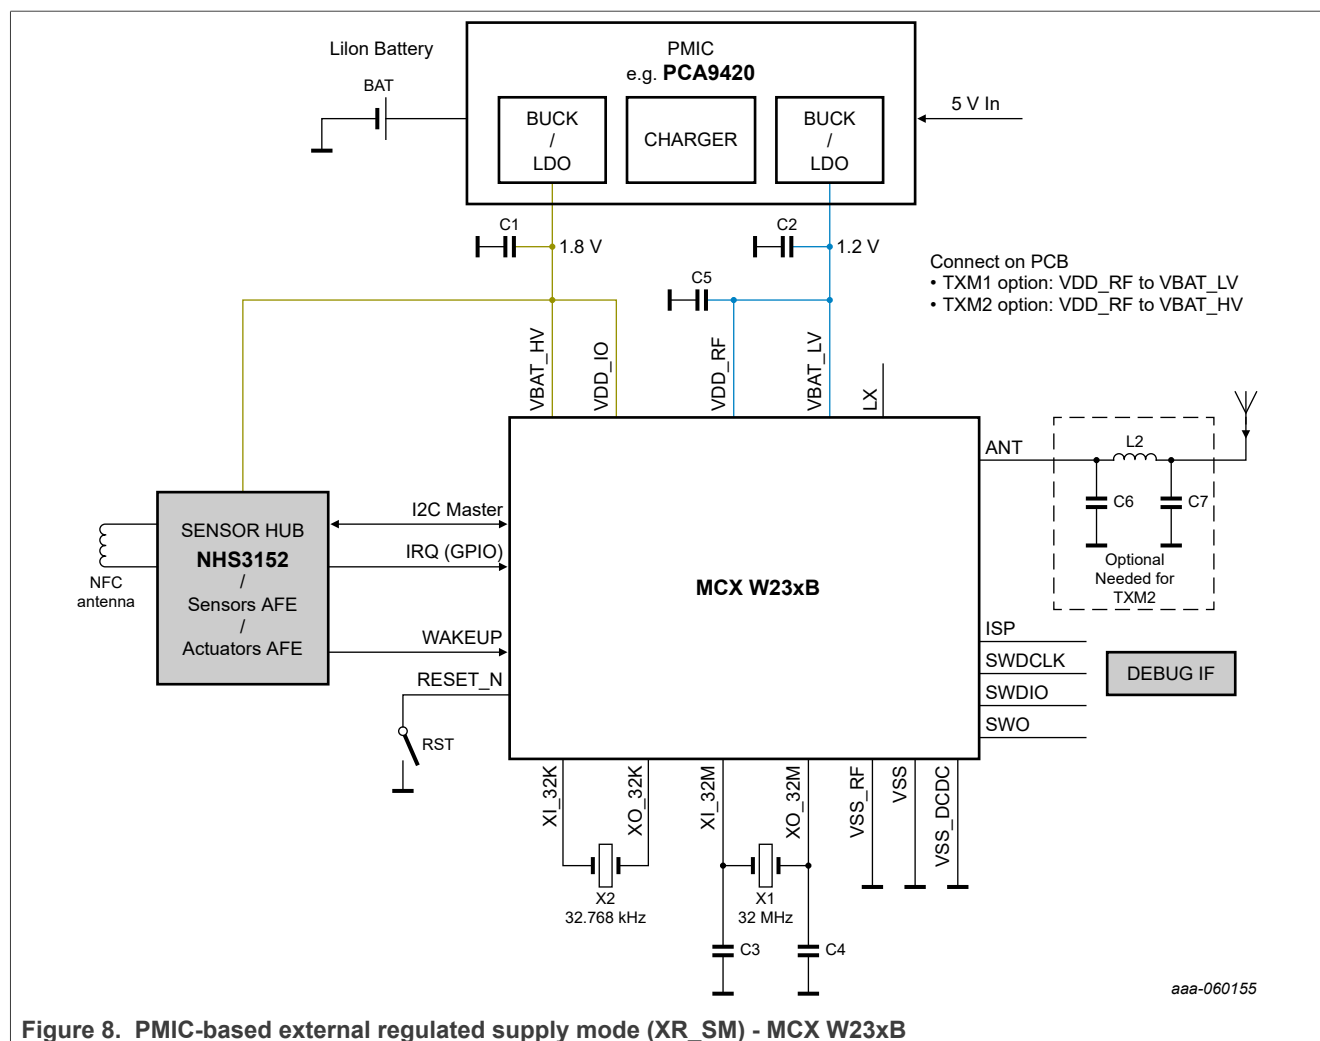 LiIon Battery
BAT
PMIC
e.g. PCA9420
BUCK
/
LDO
CHARGER
BUCK
/
LDO
5 V In
C1
1.8 V
C2
1.2 V
C5
Connect on PCB
• TXM1 option: VDD_RF to VBAT_LV
• TXM2 option: VDD_RF to VBAT_HV
VBAT_HV
VDD_IO
VDD_RF
VBAT_LV
LX
ANT
L2
C6
C7
Optional
Needed for
TXM2
SENSOR HUB
NHS3152
/
Sensors AFE
/
Actuators AFE
NFC
antenna
I2C Master
IRQ (GPIO)
WAKEUP
RESET_N
RST
MCX W23xB
ISP
SWDCLK
SWDIO
SWO
DEBUG IF
XI_32K
XO_32K
XI_32M
XO_32M
VSS_RF
VSS
VSS_DCDC
X2
32.768 kHz
X1
32 MHz
C3
C4
aaa-060155
Figure 8. PMIC-based external regulated supply mode (XR_SM) - MCX W23xB